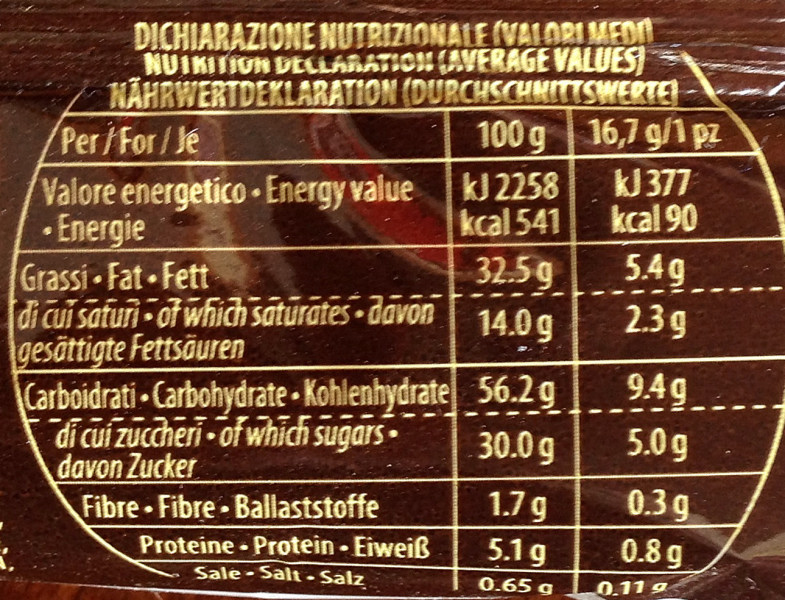 DICHIARAZIONE NUTRIZIONALE (VALORI MEDI)
NUTRITION DECLARATION (AVERAGE VALUES)
NÄHRWERTDEKLARATION (DURCHSCHNITTSWERTE)
Per / For / Je 100 g 16,7 g/1 pz
Valore energetico • Energy value kJ 2258 kJ 377
• Energie kcal 541 kcal 90
Grassi • Fat • Fett 32.5 g 5.4 g
di cui saturi • of which saturates • davon
gesättigte Fettsäuren 14.0 g 2.3 g
Carboidrati • Carbohydrate • Kohlenhydrate 56.2 g 9.4 g
di cui zuccheri • of which sugars •
davon Zucker 30.0 g 5.0 g
Fibre • Fibre • Ballaststoffe 1.7 g 0.3 g
Proteine • Protein • Eiweiß 5.1 g 0.8 g
Sale • Salt • Salz 0.65 g 0.11 g